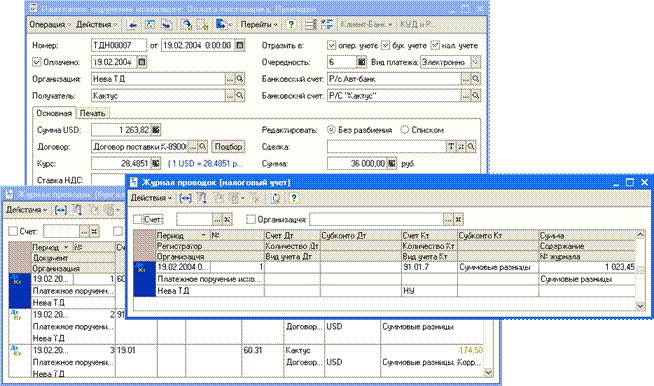 Платежное поручение исходящее: Оплата поставщику. Проведен
Операция Действия Перейти Клиент-Банк КУД и Р...
Номер: ТДН00007 от 19.02.2004 0:00:00 Отразить в: опер. учете бух. учете нал. учете
Оплачено: 19.02.2004 Очередность: 6 Вид платежа: Электронно
Организация: Нева ТД Банковский счет: Р/с Авт-банк
Получатель: Кактус Банковский счет: Р/С "Кактус"
Основная Печать
Сумма USD: 1 263,82 Редактировать: Без разбиения Списком
Договор: Договор поставки К-8900 Подбор Сделка:
Курс: 28,4851 ( 1 USD = 28,4851 р... Сумма: 36 000,00 руб.
Ставка НДС:
Журнал проводок
Действия
Счет:
Период №
Документ
Организация
19.02.20... 1 60
Платежное поручен...
Нева ТД
19.02.20... 2 91
Платежное поручени... Договор... USD Суммовые разницы
Нева ТД
19.02.20... 3 19.01 60.31 Кактус -174,50
Платежное поручени... Договор... USD Суммовые разницы. Корр...
Нева ТД
Журнал проводок (налоговый учет)
Действия
Счет: Организация:
Период № Счет Дт Субконто Дт Счет Кт Субконто Кт Сумма
Регистратор Количество Дт Количество Кт Содержание
Организация Вид учета Дт Вид учета Кт № журнала
19.02.2004 0... 1 91.01.7 Суммовые разницы 1 023,45
Платежное поручение исхо... Суммовые разницы
Нева ТД НУ